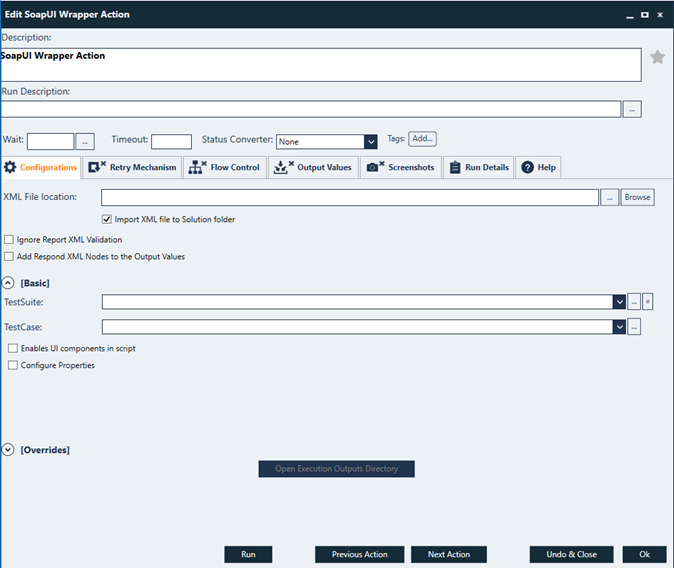 Edit SoapUI Wrapper Action
Description:
SoapUI Wrapper Action
Run Description:
...
Wait: ... Timeout: Status Converter: None Tags: Add...
Configurations Retry Mechanism Flow Control Output Values Screenshots Run Details Help
XML File location: ... Browse
Import XML file to Solution folder
Ignore Report XML Validation
Add Respond XML Nodes to the Output Values
[Basic]
TestSuite: ...
TestCase: ...
Enables UI components in script
Configure Properties
[Overrides]
Open Execution Outputs Directory
Run Previous Action Next Action Undo & Close Ok